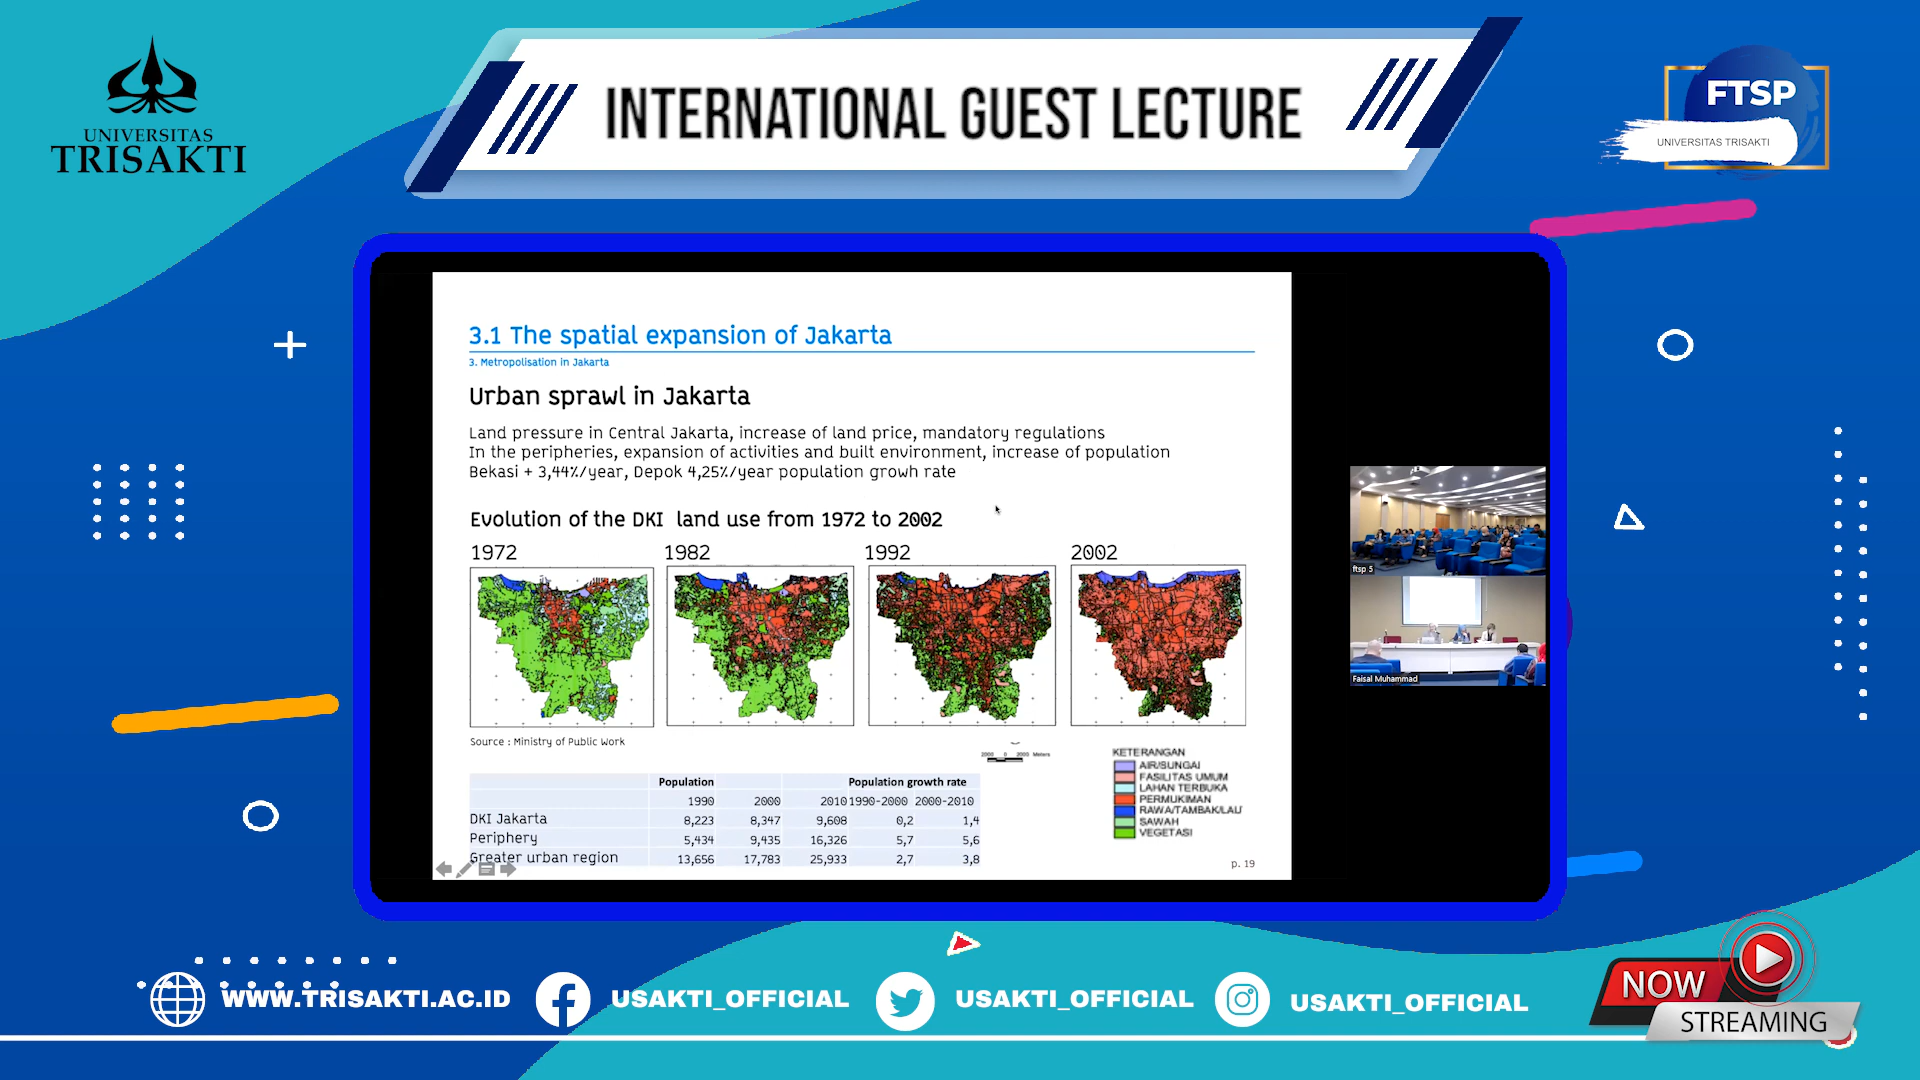 UNIVERSITAS
TRISAKTI
INTERNATIONAL GUEST LECTURE
FTSP
UNIVERSITAS TRISAKTI
3.1 The spatial expansion of Jakarta
3. Metropolisation in Jakarta
Urban sprawl in Jakarta
Land pressure in Central Jakarta, increase of land price, mandatory regulations
In the peripheries, expansion of activities and built environment, increase of population
Bekasi + 3,44%/year, Depok 4,25%/year population growh rate
Evolution of the DKI land use from 1972 to 2002
1972 1982 1992 2002
Source : Ministry of Public Work
2000 0 2000 Meters
Population Population growth rate
1990 2000 2010 1990-2000 2000-2010
DKI Jakarta 8,223 8,347 9,608 0,2 1,4
Periphery 5,434 9,435 16,326 5,7 5,6
Greater urban region 13,656 17,783 25,933 2,7 3,8
KETERANGAN
AIR/SUNGAI
FASILITAS UMUM
LAHAN TERBUKA
PERMUKIMAN
RAWA/TAMBAK/LAU
SAWAH
VEGETASI
p. 19
ftsp 5
Faisal Muhammad
WWW.TRISAKTI.AC.ID
USAKTI_OFFICIAL
USAKTI_OFFICIAL
USAKTI_OFFICIAL
NOW
STREAMING